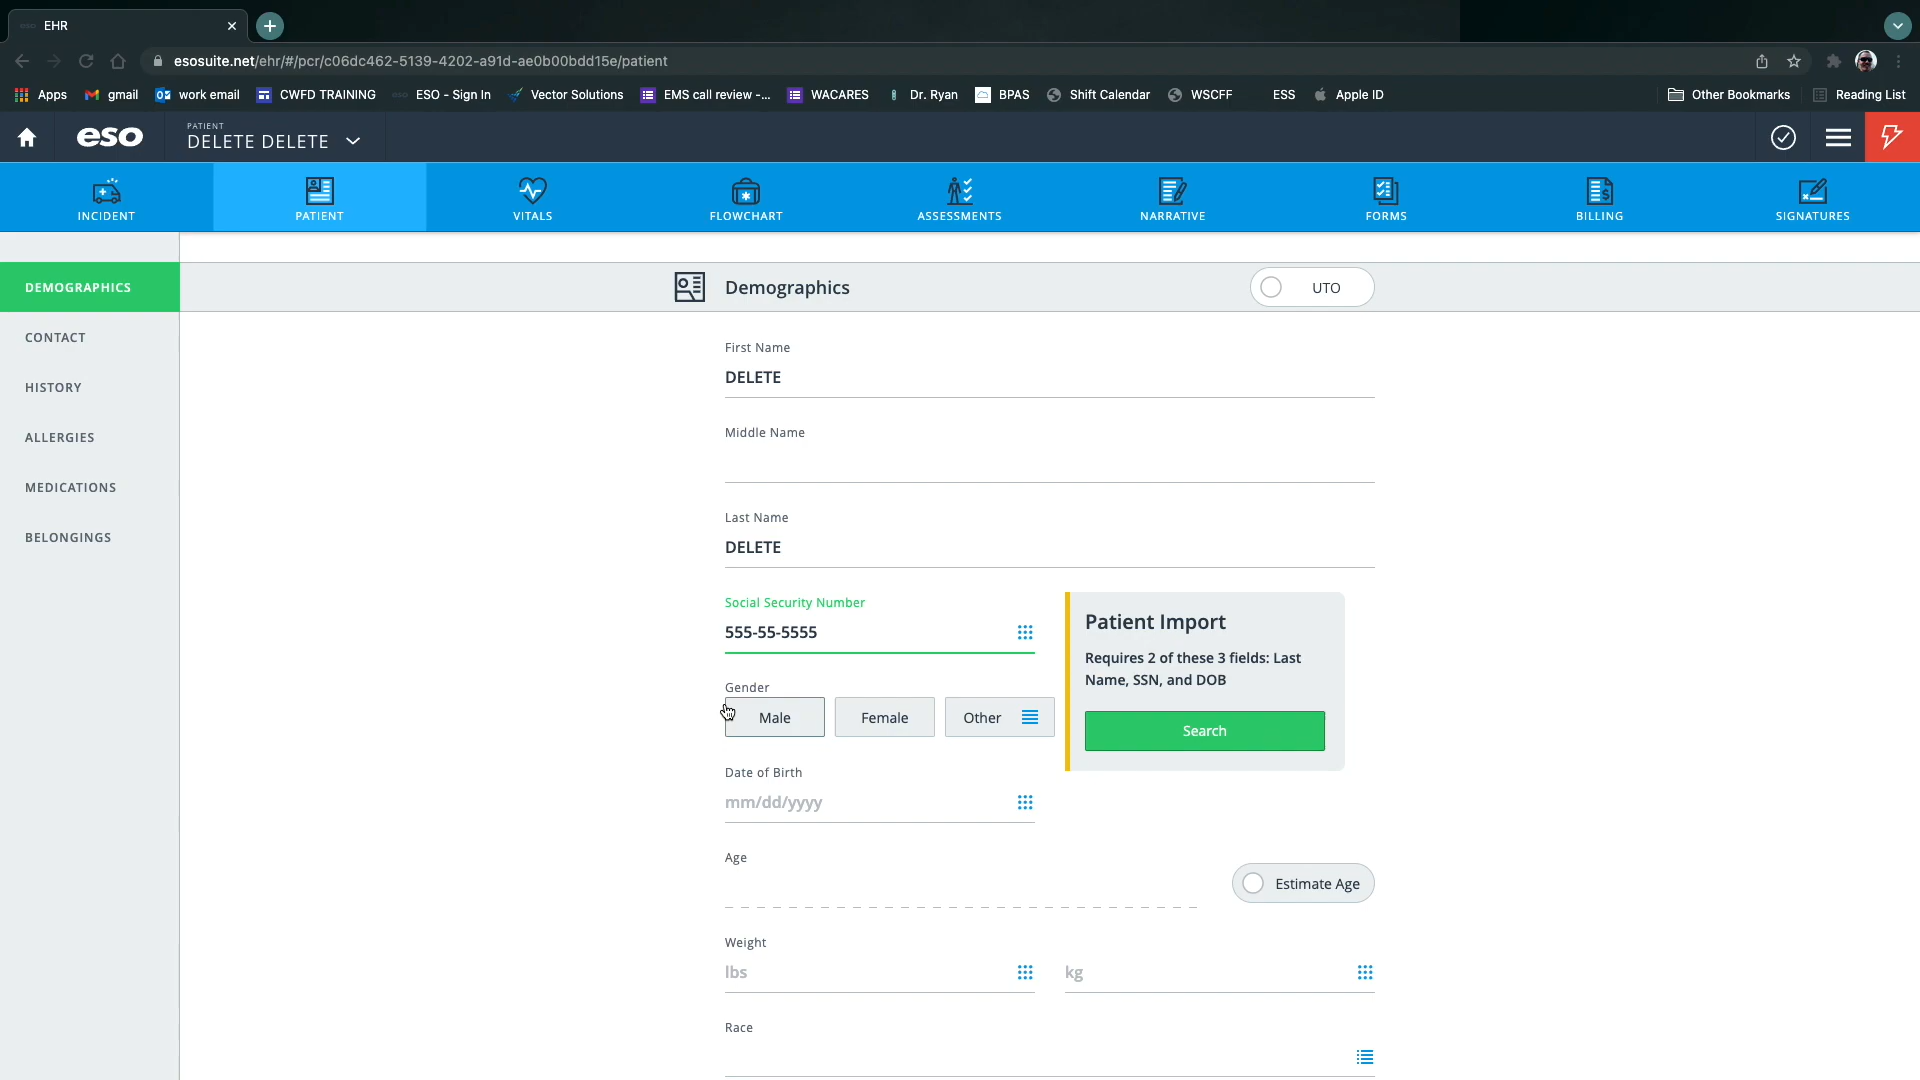 EHR
esosuite.net/ehr/#/pcr/c06dc462-5139-4202-a91d-ae0b00bdd15e/patient
Apps gmail work email CWFD TRAINING ESO - Sign In Vector Solutions EMS call review -... WACARES Dr. Ryan BPAS Shift Calendar WSCFF ESS Apple ID Other Bookmarks Reading List
eso
PATIENT
DELETE DELETE
INCIDENT PATIENT VITALS FLOWCHART ASSESSMENTS NARRATIVE FORMS BILLING SIGNATURES
DEMOGRAPHICS
CONTACT
HISTORY
ALLERGIES
MEDICATIONS
BELONGINGS
Demographics
UTO
First Name
DELETE
Middle Name
Last Name
DELETE
Social Security Number
555-55-5555
Patient Import
Requires 2 of these 3 fields: Last
Name, SSN, and DOB
Search
Gender
Male Female Other
Date of Birth
mm/dd/yyyy
Age
Estimate Age
Weight
lbs kg
Race